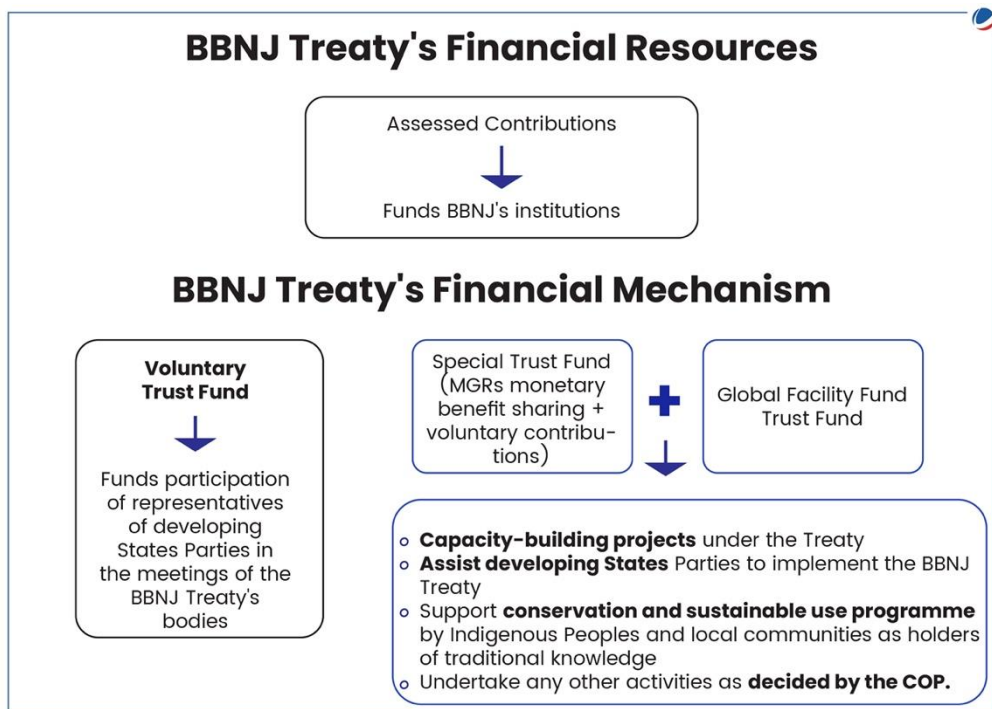 BBNJ Treaty's Financial Resources
Assessed Contributions
Funds BBNJ's institutions
BBNJ Treaty's Financial Mechanism
Voluntary
Trust Fund
Funds participation
of representatives
of developing
States Parties in
the meetings of the
BBNJ Treaty's
bodies
Special Trust Fund
(MGRs monetary
benefit sharing +
voluntary contribu-
tions)
Global Facility Fund
Trust Fund
Capacity-building projects under the Treaty
Assist developing States Parties to implement the BBNJ
Treaty
Support conservation and sustainable use programme
by Indigenous Peoples and local communities as holders
of traditional knowledge
Undertake any other activities as decided by the COP.